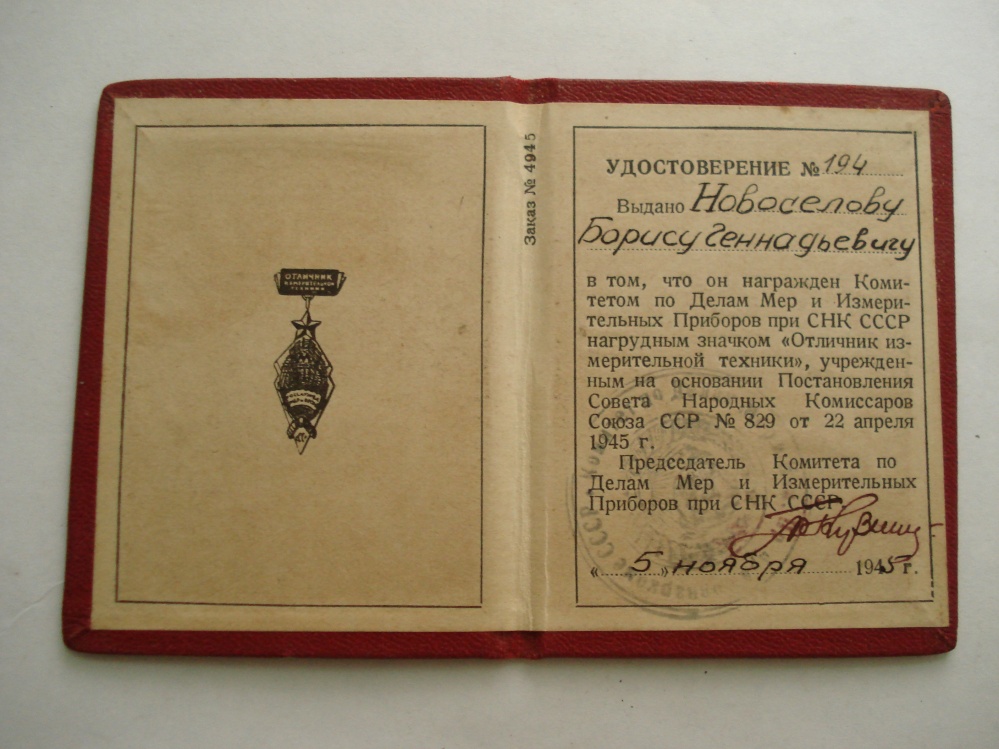 ОТЛИЧНИК
ИЗМЕРИТЕЛЬНОЙ
ТЕХНИКИ
Заказ № 4945
УДОСТОВЕРЕНИЕ № 194
Выдано Новоселову
Борису Геннадьевичу
в том, что он награжден Коми-
тетом по Делам Мер и Измери-
тельных Приборов при СНК СССР
нагрудным значком «Отличник из-
мерительной техники», учрежден-
ным на основании Постановления
Совета Народных Комиссаров
Союза ССР № 829 от 22 апреля
1945 г.
Председатель Комитета по
Делам Мер и Измерительных
Приборов при СНК СССР
«5» ноября 1945 г.